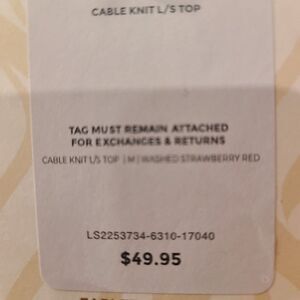 CABLE KNIT L/S TOP
TAG MUST REMAIN ATTACHED
FOR EXCHANGES & RETURNS
CABLE KNIT L/S TOP | M | WASHED STRAWBERRY RED
LS2253734-6310-17040
$49.95